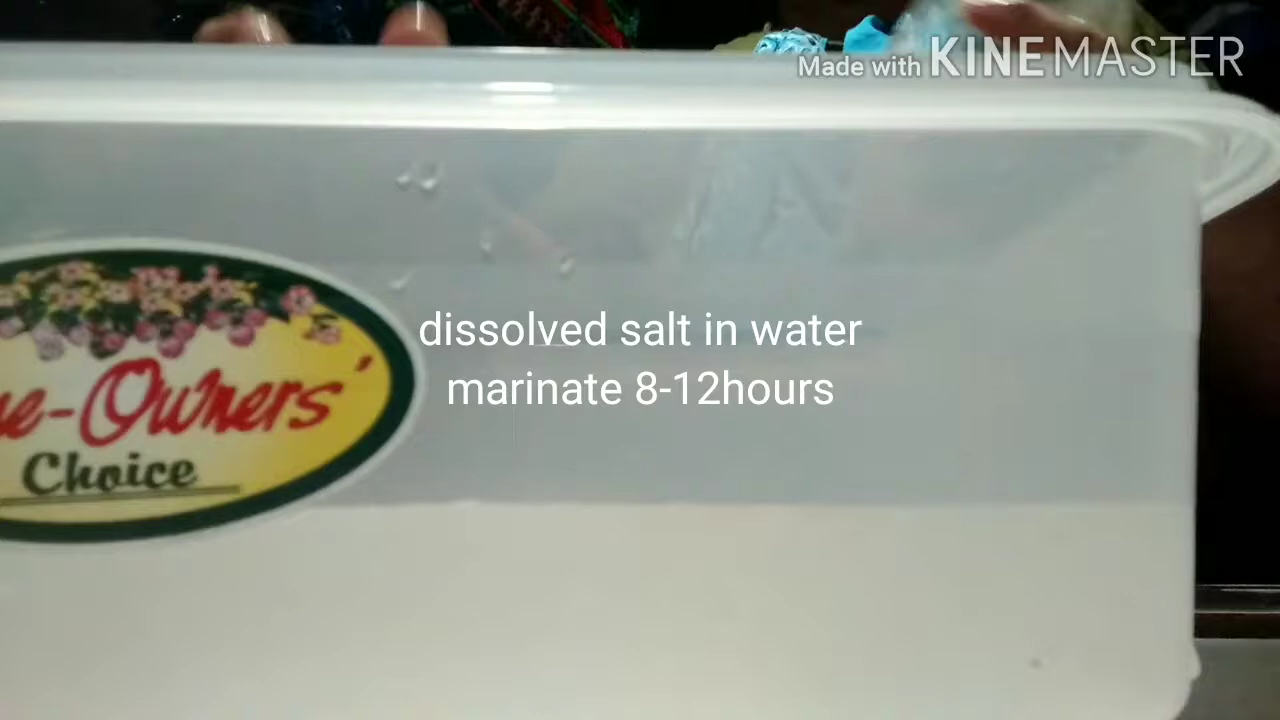 Made with KINEMASTER
dissolved salt in water
marinate 8-12hours
e-Owners'
Choice